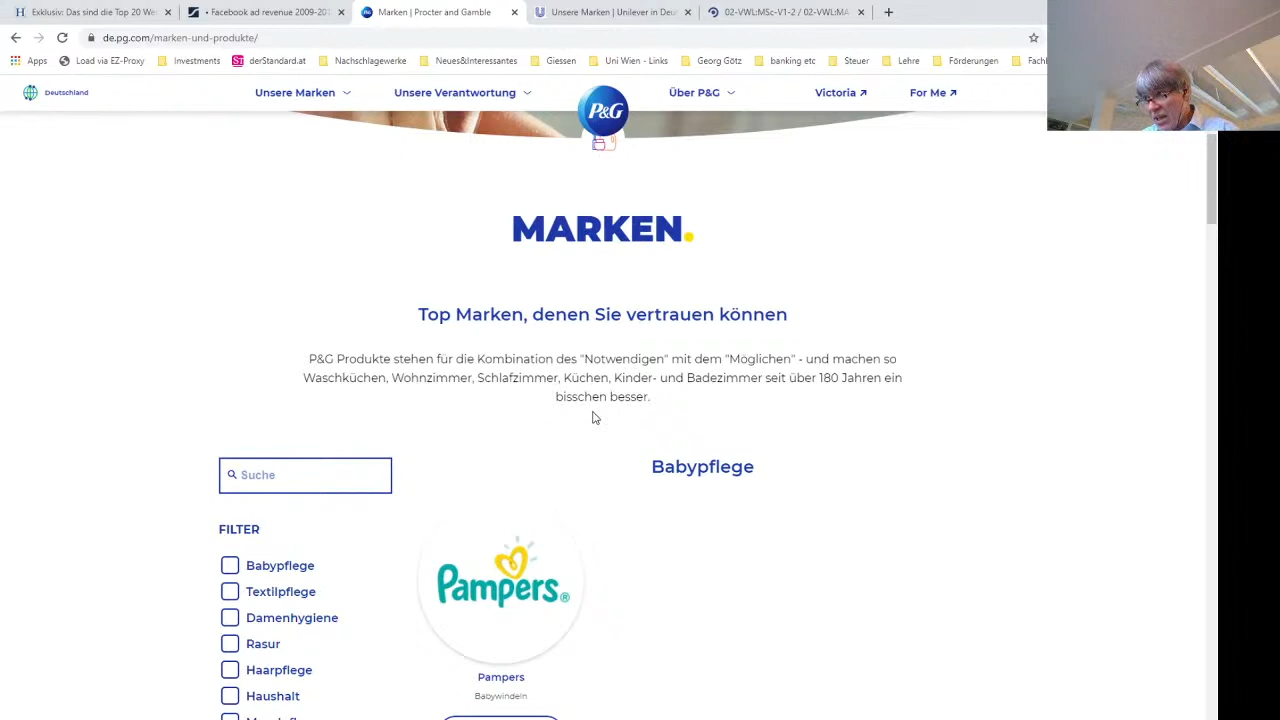 Exklusiv: Das sind die Top 20 Wer
• Facebook ad revenue 2009-20
Marken | Procter and Gamble
Unsere Marken | Unilever in Deu
02-VWL:MSc-V1-2 / 02-VWL:MA
de.pg.com/marken-und-produkte/
Apps
Load via EZ-Proxy
Investments
derStandard.at
Nachschlagewerke
Neues&Interessantes
Giessen
Uni Wien - Links
Georg Götz
banking etc
Steuer
Lehre
Förderungen
Deutschland
Unsere Marken
Unsere Verantwortung
P&G
Über P&G
Victoria
For Me
MARKEN.
Top Marken, denen Sie vertrauen können
P&G Produkte stehen für die Kombination des "Notwendigen" mit dem "Möglichen" - und machen so
Waschküchen, Wohnzimmer, Schlafzimmer, Küchen, Kinder- und Badezimmer seit über 180 Jahren ein
bisschen besser.
Suche
Babypflege
FILTER
Babypflege
Textilpflege
Damenhygiene
Rasur
Haarpflege
Haushalt
Pampers®
Pampers
Babywindeln